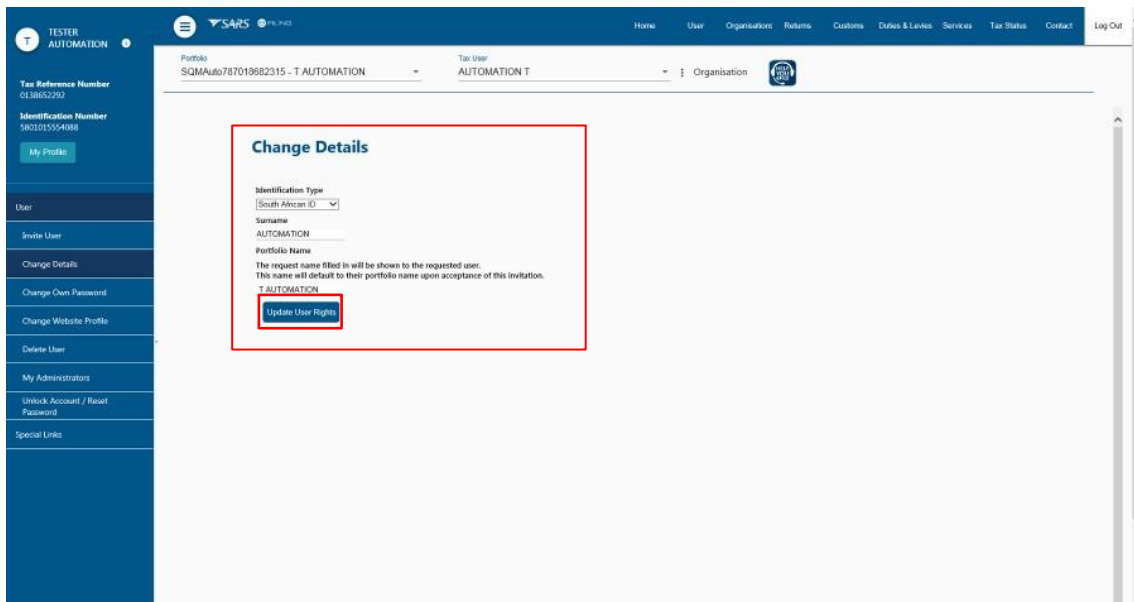 T
TESTER
AUTOMATION
Tax Reference Number
0138652292
Identification Number
5801015554088
My Profile
User
Invite User
Change Details
Change Own Password
Change Website Profile
Delete User
My Administrators
Unlock Account / Reset
Password
Special Links
SARS eFILING
Home User Organisations Returns Customs Duties & Levies Services Tax Status Contact Log Out
Portfolio
SQMAuto787018682315 - T AUTOMATION
Tax User
AUTOMATION T
Organisation
HELP
YOU
Change Details
Identification Type
South African ID
Surname
AUTOMATION
Portfolio Name
The request name filled in will be shown to the requested user.
This name will default to their portfolio name upon acceptance of this invitation.
T AUTOMATION
Update User Rights